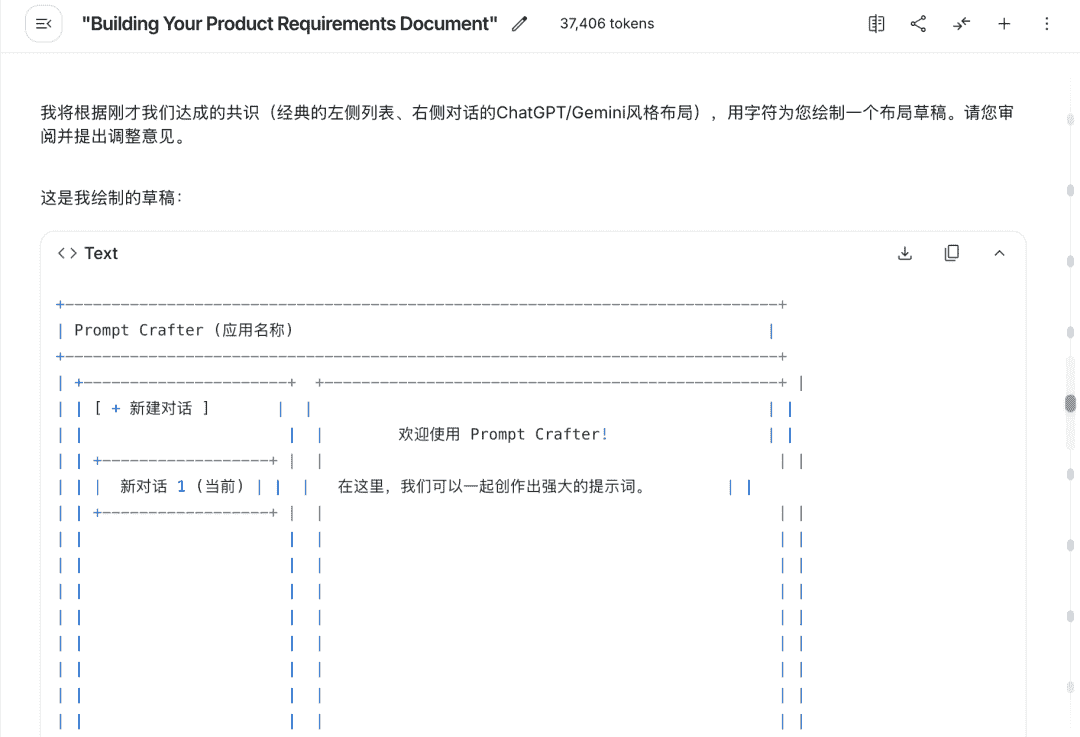 "Building Your Product Requirements Document" 37,406 tokens
我将根据刚才我们达成的共识（经典的左侧列表、右侧对话的ChatGPT/Gemini风格布局），用字符为您绘制一个布局草稿。请您审
阅并提出调整意见。
这是我绘制的草稿：
<> Text
+------------------------------------------------------------------------------+
| Prompt Crafter (应用名称) |
+------------------------------------------------------------------------------+
| +-----------------------+ +--------------------------------------------------+ |
| | [ + 新建对话 ] | | | |
| | | | 欢迎使用 Prompt Crafter! | |
| | +-------------------+ | | | |
| | | 新对话 1 (当前) | | | 在这里，我们可以一起创作出强大的提示词。 | |
| | +-------------------+ | | | |
| | | | | |
| | | | | |
| | | | | |
| | | | | |
| | | | | |
| | | | | |
| | | | | |
| | | | | |